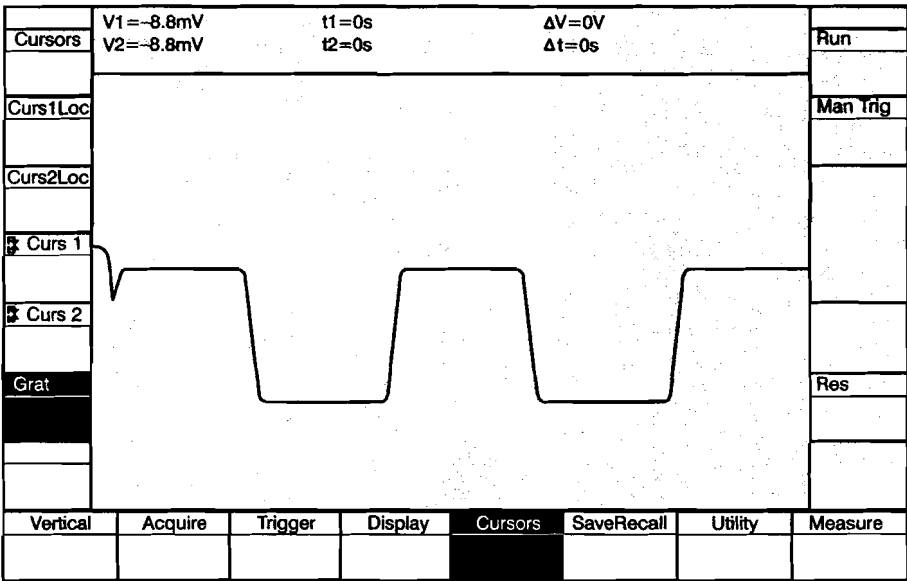 V1=-8.8mV t1=0s ΔV=0V
Cursors V2=-8.8mV t2=0s Δt=0s Run
Curs1Loc Man Trig
Curs2Loc
Curs 1
Curs 2
Grat Res
Vertical Acquire Trigger Display Cursors SaveRecall Utility Measure